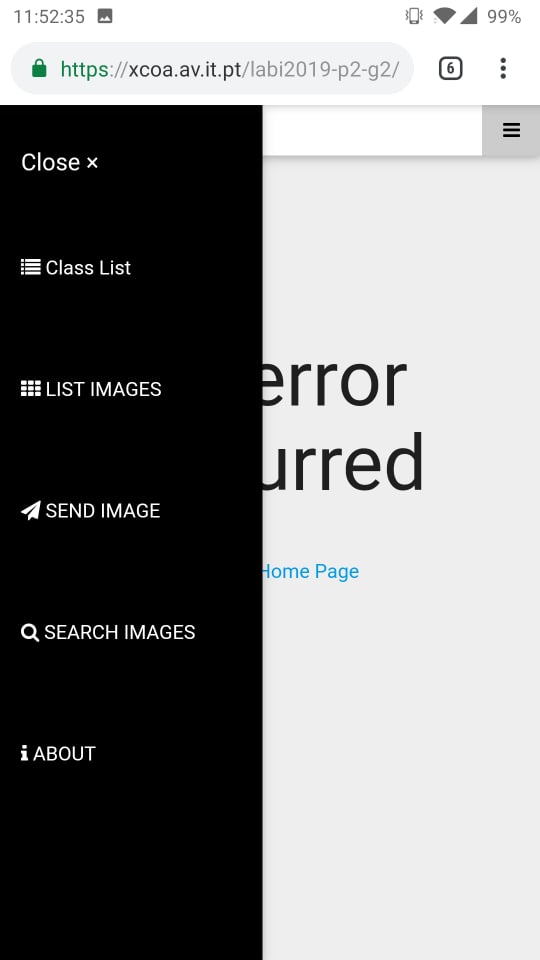 11:52:35 99%
https://xcoa.av.it.pt/labi2019-p2-g2/ 6
Close ×
Class List
LIST IMAGES
error
urred
SEND IMAGE
Home Page
SEARCH IMAGES
ABOUT